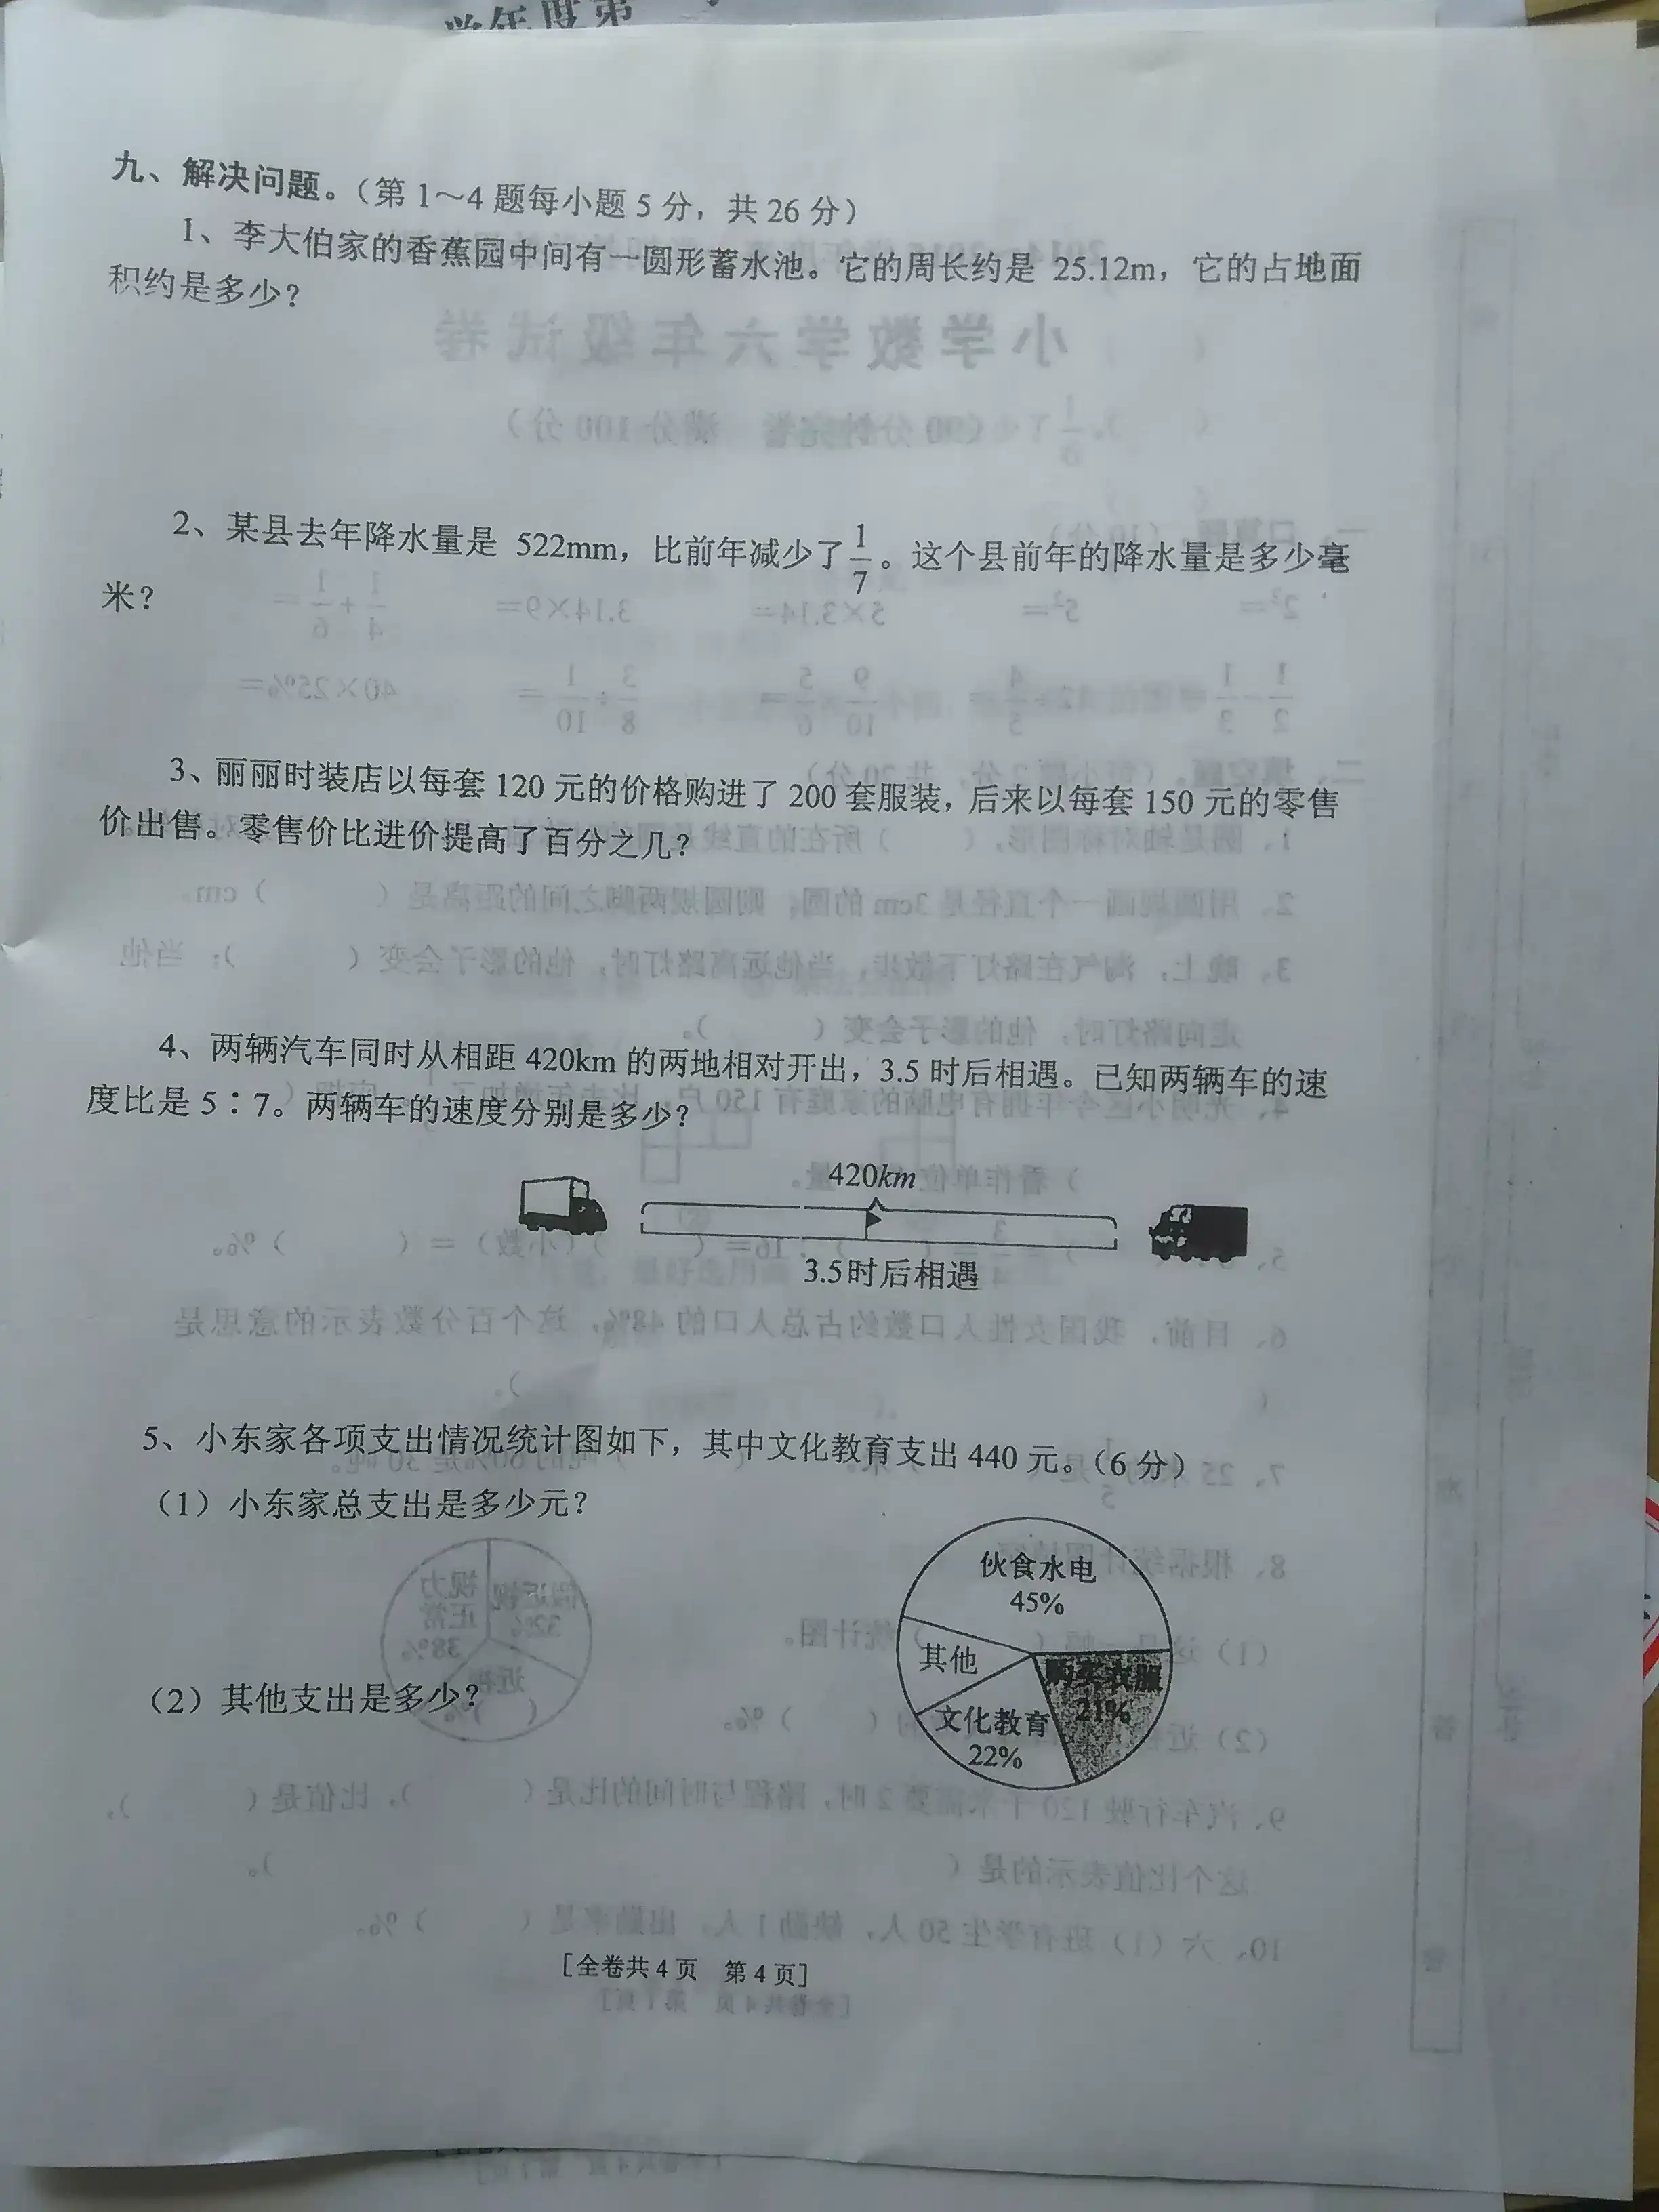 学年度第
九、解决问题。（第 1～4 题每小题 5 分，共 26 分）
1、李大伯家的香蕉园中间有一圆形蓄水池。它的周长约是 25.12m，它的占地面
积约是多少？
2、某县去年降水量是 522mm，比前年减少了1/7。这个县前年的降水量是多少毫
米？
3、丽丽时装店以每套 120 元的价格购进了 200 套服装，后来以每套 150 元的零售
价出售。零售价比进价提高了百分之几？
4、两辆汽车同时从相距 420km 的两地相对开出，3.5 时后相遇。已知两辆车的速
度比是 5∶7。两辆车的速度分别是多少？
420km
3.5时后相遇
5、小东家各项支出情况统计图如下，其中文化教育支出 440 元。（6 分）
（1）小东家总支出是多少元？
伙食水电
45%
其他
购买衣服
21%
文化教育
22%
（2）其他支出是多少？
[全卷共 4 页 第 4 页]